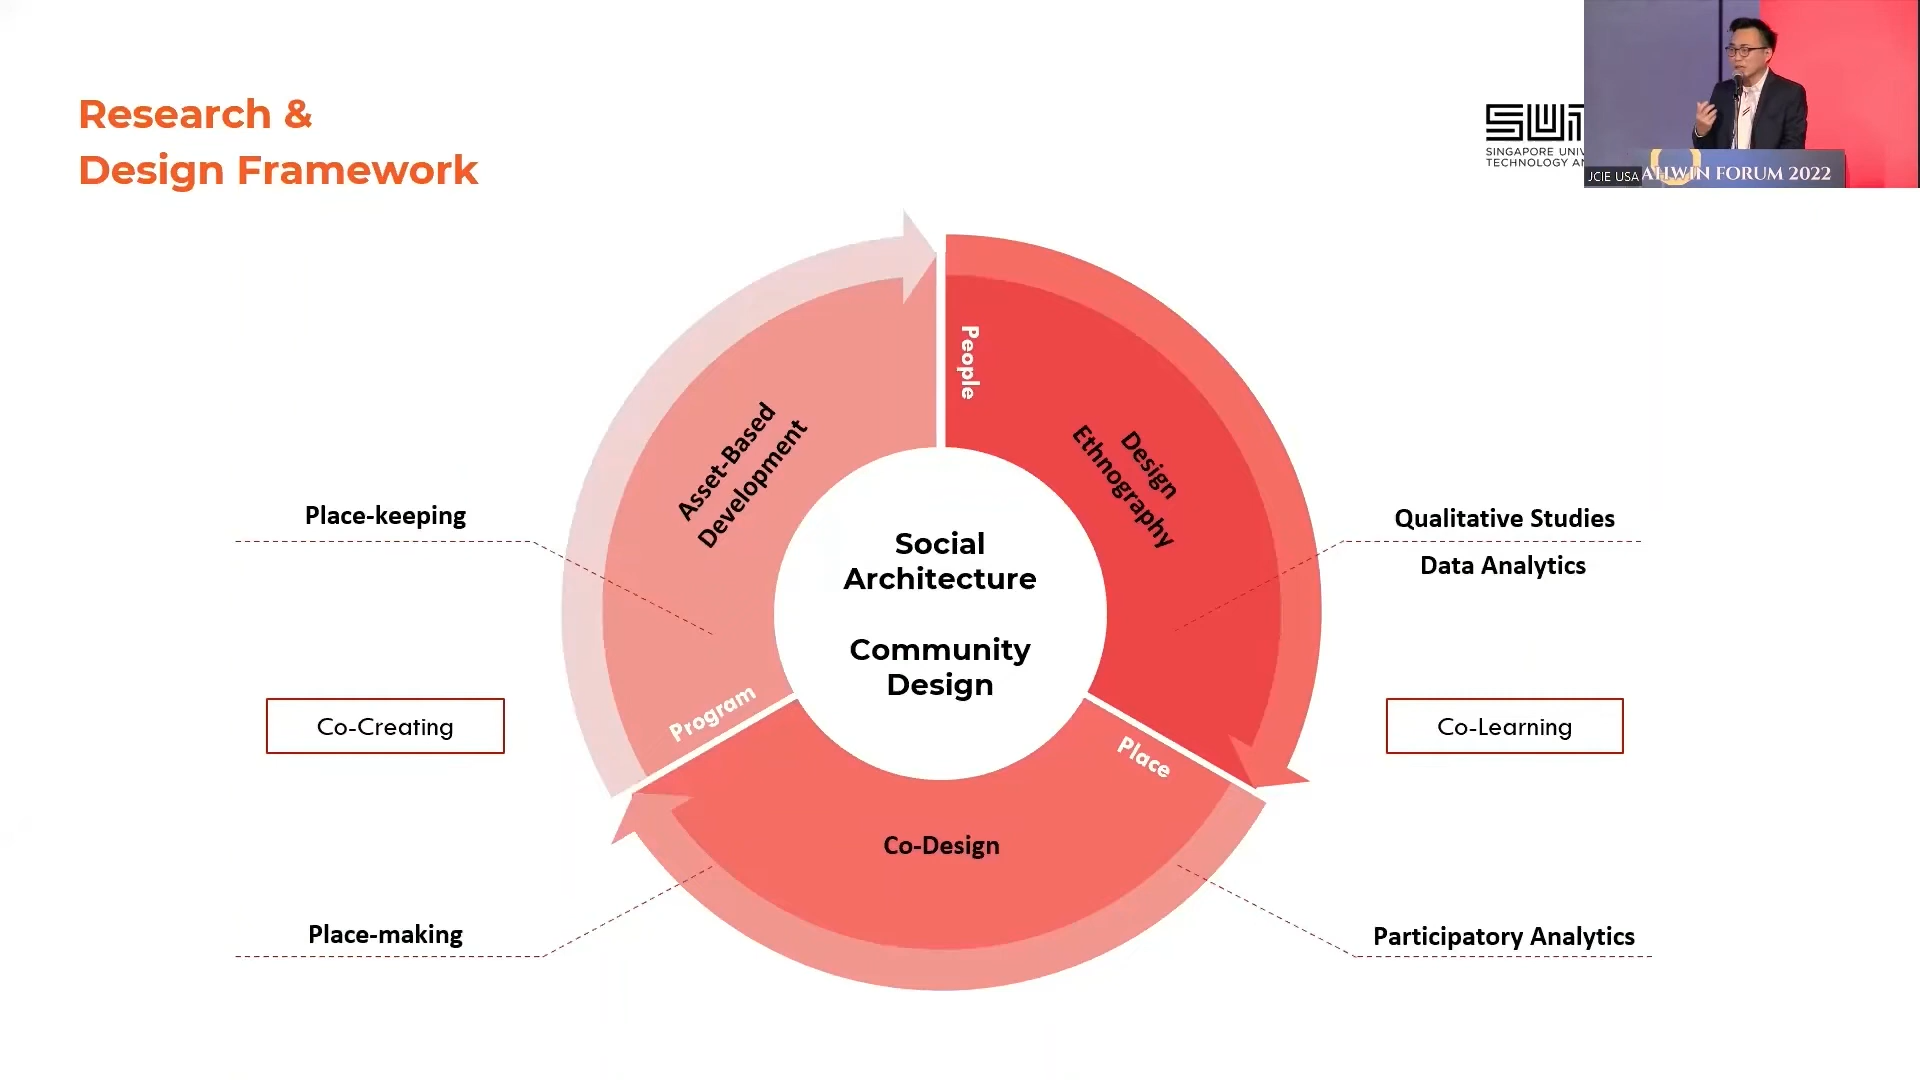 Research &
Design Framework
SUT
SINGAPORE UNIV
TECHNOLOGY AN
JCIE USA
AHWIN FORUM 2022
People
Design
Ethnography
Asset-Based
Development
Place-keeping
Qualitative Studies
Data Analytics
Social
Architecture
Community
Design
Program
Place
Co-Creating
Co-Learning
Co-Design
Place-making
Participatory Analytics